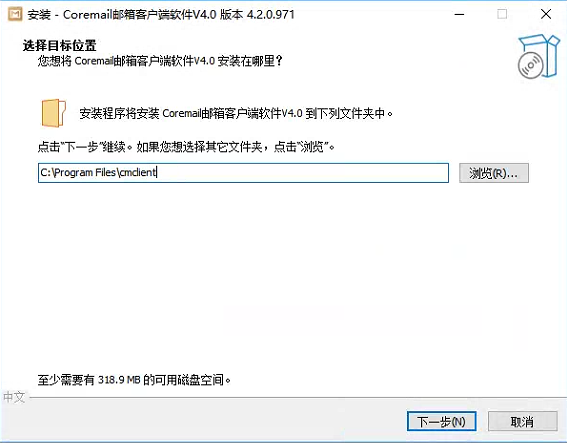 安装 - Coremail邮箱客户端软件V4.0 版本 4.2.0.971
选择目标位置
您想将 Coremail邮箱客户端软件V4.0 安装在哪里？
安装程序将安装 Coremail邮箱客户端软件V4.0 到下列文件夹中。
点击“下一步”继续。如果您想选择其它文件夹，点击“浏览”。
C:\Program Files\cmclient
浏览(R)...
至少需要有 318.9 MB 的可用磁盘空间。
中文
下一步(N)
取消